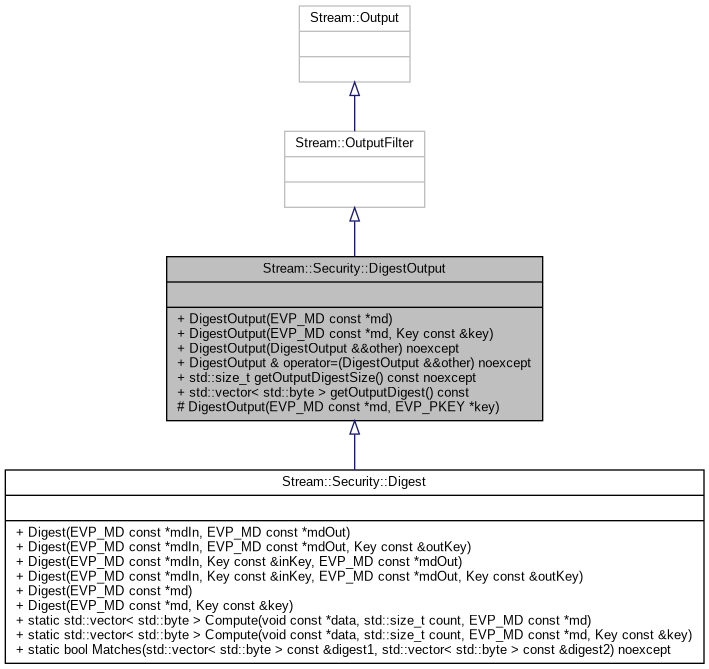 Stream::Output
Stream::OutputFilter
Stream::Security::DigestOutput
+ DigestOutput(EVP_MD const *md)
+ DigestOutput(EVP_MD const *md, Key const &key)
+ DigestOutput(DigestOutput &&other) noexcept
+ DigestOutput & operator=(DigestOutput &&other) noexcept
+ std::size_t getOutputDigestSize() const noexcept
+ std::vector< std::byte > getOutputDigest() const
# DigestOutput(EVP_MD const *md, EVP_PKEY *key)
Stream::Security::Digest
+ Digest(EVP_MD const *mdIn, EVP_MD const *mdOut)
+ Digest(EVP_MD const *mdIn, EVP_MD const *mdOut, Key const &outKey)
+ Digest(EVP_MD const *mdIn, Key const &inKey, EVP_MD const *mdOut)
+ Digest(EVP_MD const *mdIn, Key const &inKey, EVP_MD const *mdOut, Key const &outKey)
+ Digest(EVP_MD const *md)
+ Digest(EVP_MD const *md, Key const &key)
+ static std::vector< std::byte > Compute(void const *data, std::size_t count, EVP_MD const *md)
+ static std::vector< std::byte > Compute(void const *data, std::size_t count, EVP_MD const *md, Key const &key)
+ static bool Matches(std::vector< std::byte > const &digest1, std::vector< std::byte > const &digest2) noexcept